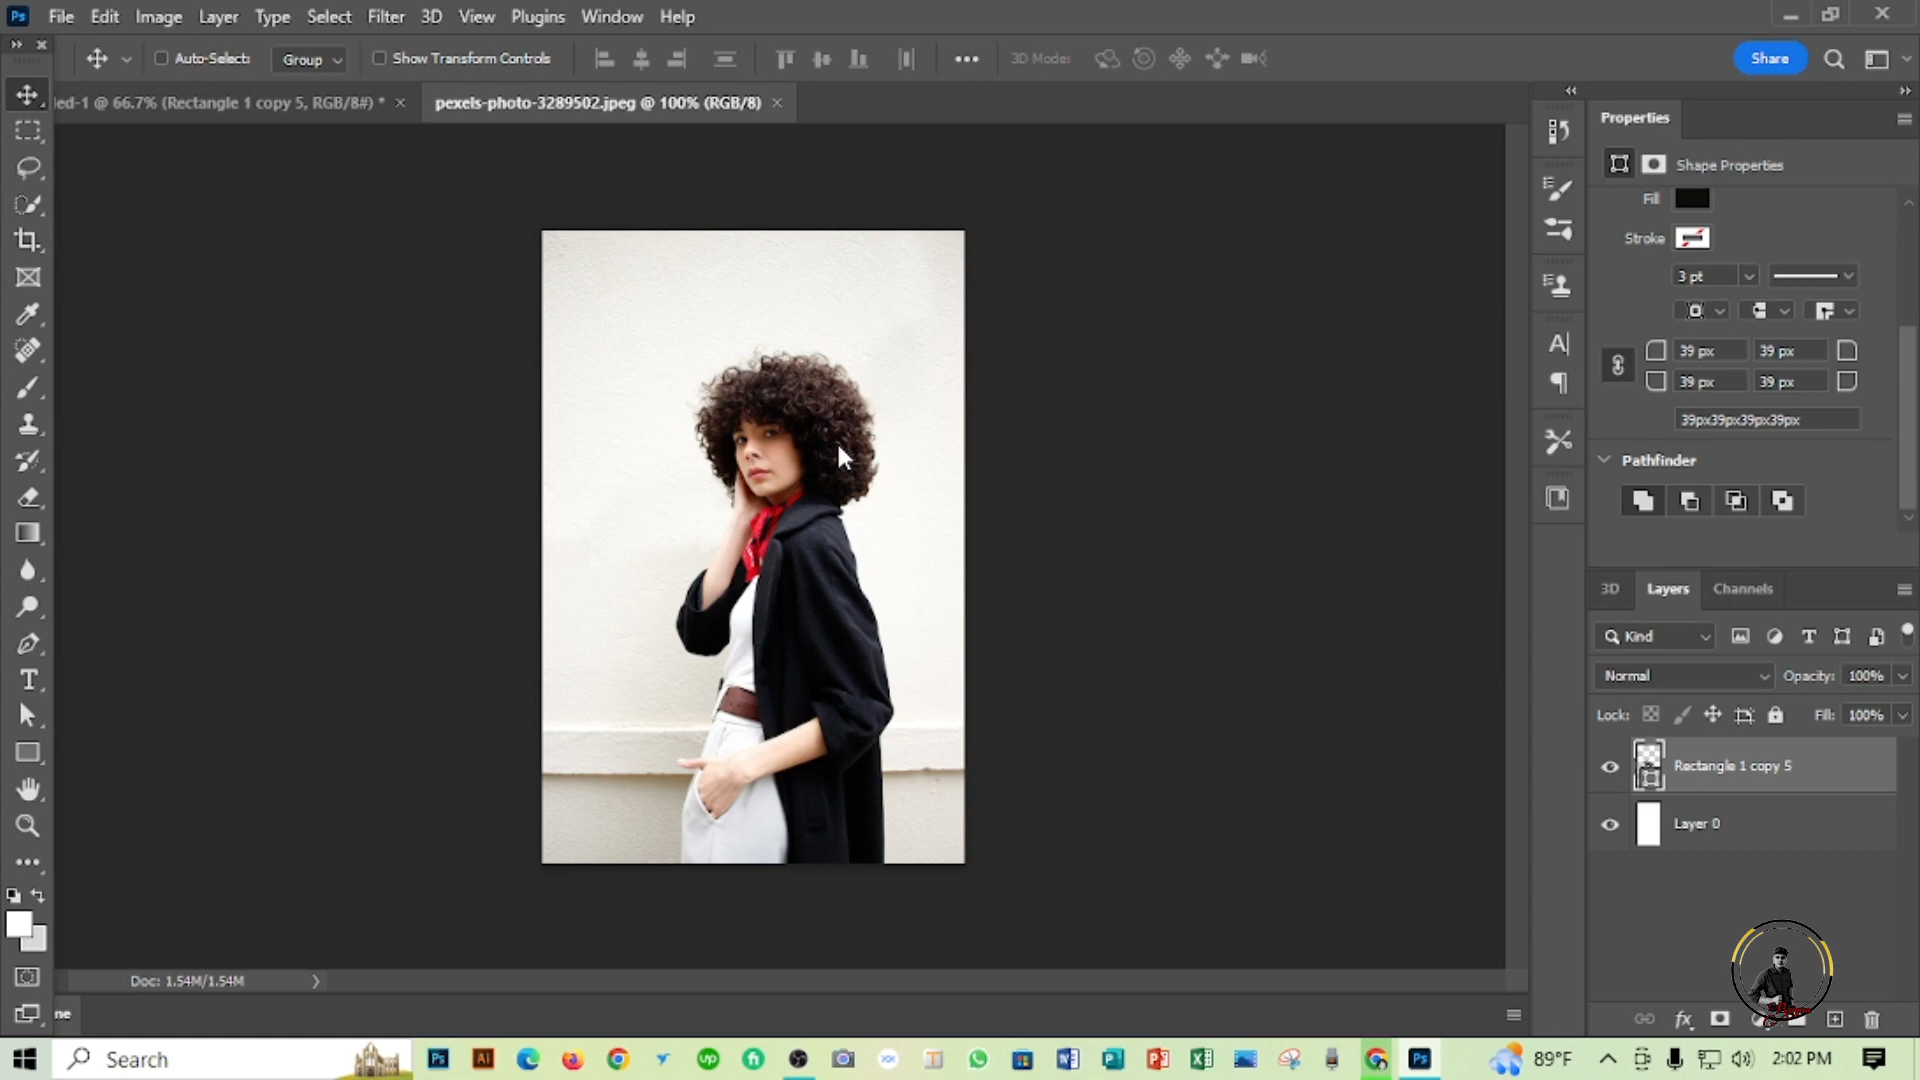 Ps File Edit Image Layer Type Select Filter 3D View Plugins Window Help
Auto-Select: Group Show Transform Controls 3D Mode: Share
led-1 @ 66.7% (Rectangle 1 copy 5, RGB/8#) * × pexels-photo-3289502.jpeg @ 100% (RGB/8) ×
Properties
Shape Properties
Fill
Stroke
3 pt
39 px 39 px
39 px 39 px
39px39px39px39px
Pathfinder
3D Layers Channels
Kind
Normal Opacity: 100%
Lock: Fill: 100%
Rectangle 1 copy 5
Layer 0
Doc: 1.54M/1.54M
ne
fx
Search
89°F 2:02 PM